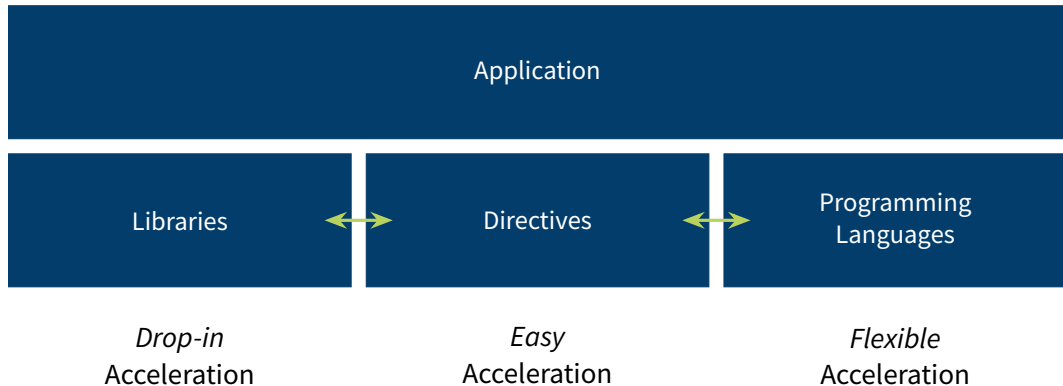 Application
Libraries
Directives
Programming
Languages
Drop-in
Acceleration
Easy
Acceleration
Flexible
Acceleration